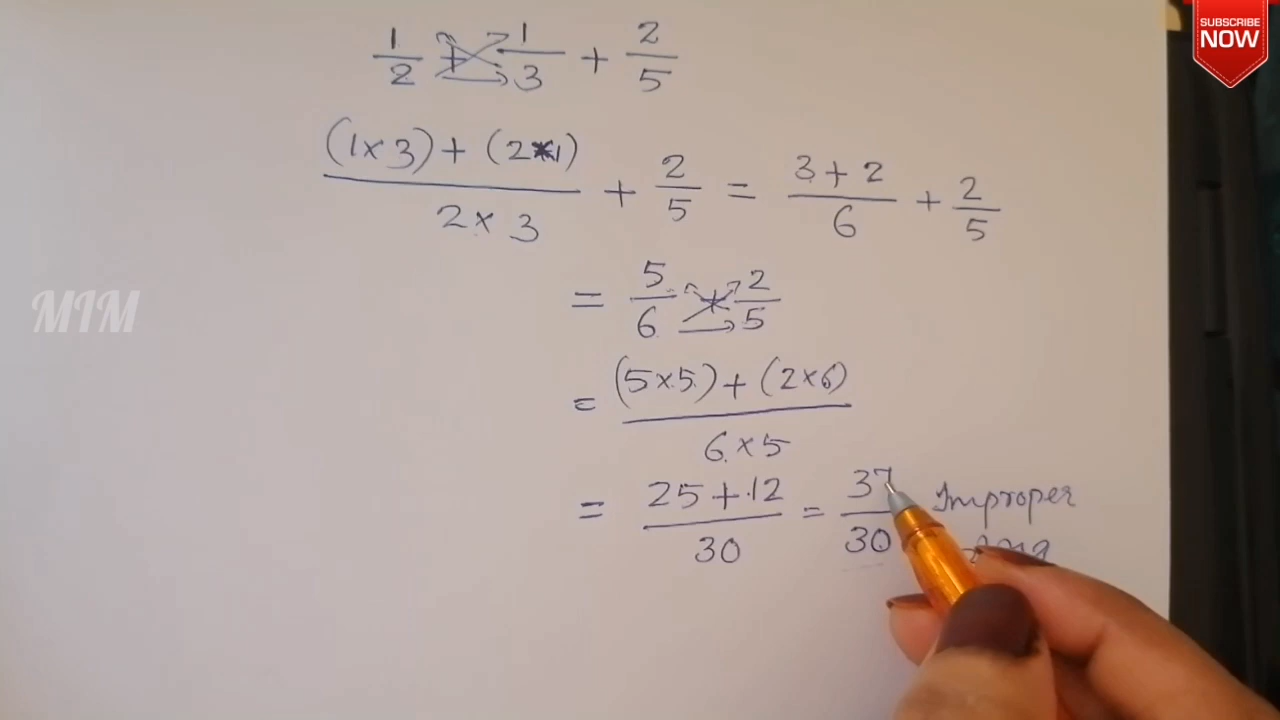 SUBSCRIBE
NOW
1/2 + 1/3 + 2/5
((1×3)+(2×1))/(2×3) + 2/5 = (3+2)/6 + 2/5
= 5/6 + 2/5
MIM
= ((5×5)+(2×6))/(6×5)
= (25+12)/30 = 37/30 Improper